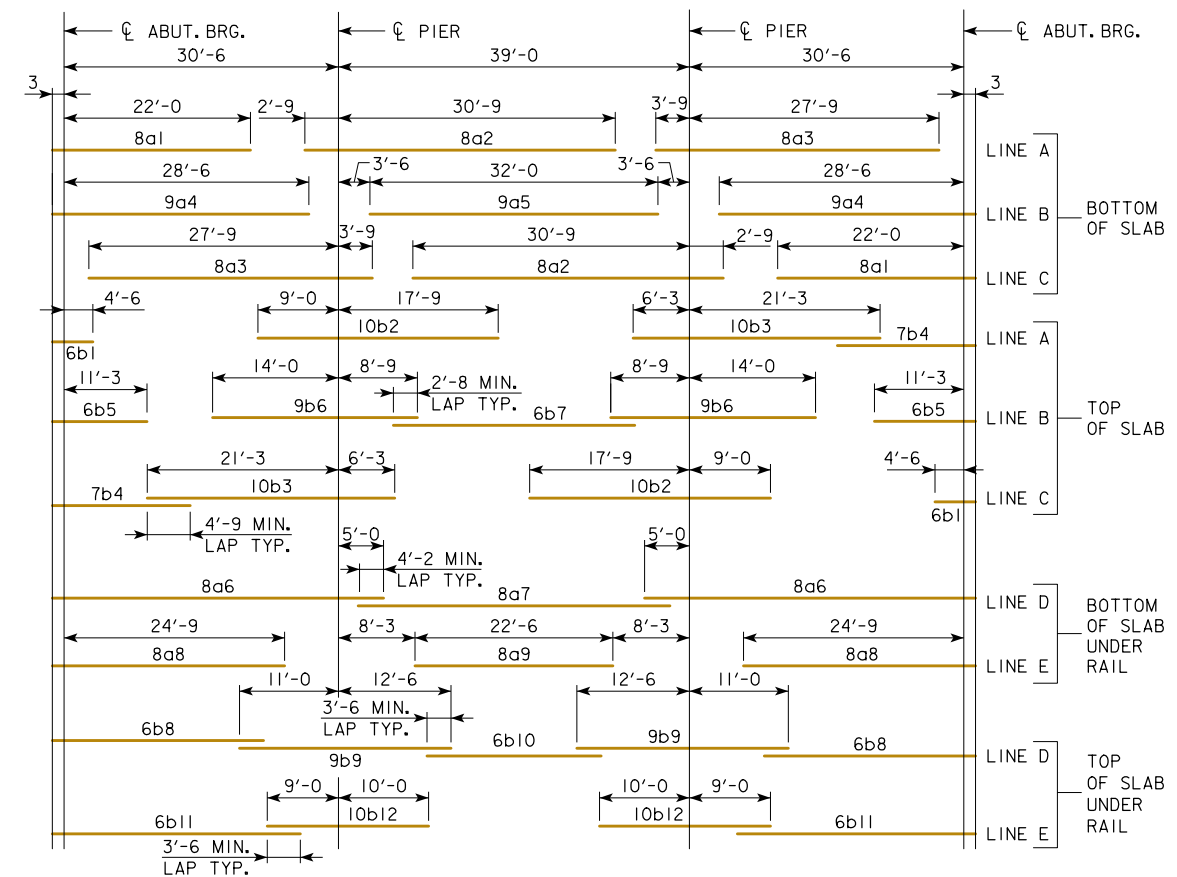 ℄ ABUT. BRG.
℄ PIER
℄ PIER
℄ ABUT. BRG.
30'-6
39'-0
30'-6
3
3
22'-0
2'-9
30'-9
3'-9
27'-9
8a1
8a2
8a3
LINE A
3'-6
3'-6
28'-6
32'-0
28'-6
9a4
9a5
9a4
LINE B
BOTTOM
OF SLAB
27'-9
3'-9
30'-9
2'-9
22'-0
8a3
8a2
8a1
LINE C
4'-6
9'-0
17'-9
6'-3
21'-3
10b2
10b3
7b4
LINE A
6b1
11'-3
14'-0
8'-9
2'-8 MIN.
LAP TYP.
8'-9
14'-0
11'-3
6b5
9b6
6b7
9b6
6b5
LINE B
TOP
OF SLAB
21'-3
6'-3
17'-9
9'-0
4'-6
7b4
10b3
10b2
6b1
LINE C
4'-9 MIN.
LAP TYP.
5'-0
5'-0
4'-2 MIN.
LAP TYP.
8a6
8a7
8a6
LINE D
BOTTOM
OF SLAB
UNDER
RAIL
24'-9
8'-3
22'-6
8'-3
24'-9
8a8
8a9
8a8
LINE E
11'-0
12'-6
12'-6
11'-0
3'-6 MIN.
LAP TYP.
6b8
9b9
6b10
9b9
6b8
LINE D
TOP
OF SLAB
UNDER
RAIL
9'-0
10'-0
10'-0
9'-0
6b11
10b12
10b12
6b11
LINE E
3'-6 MIN.
LAP TYP.